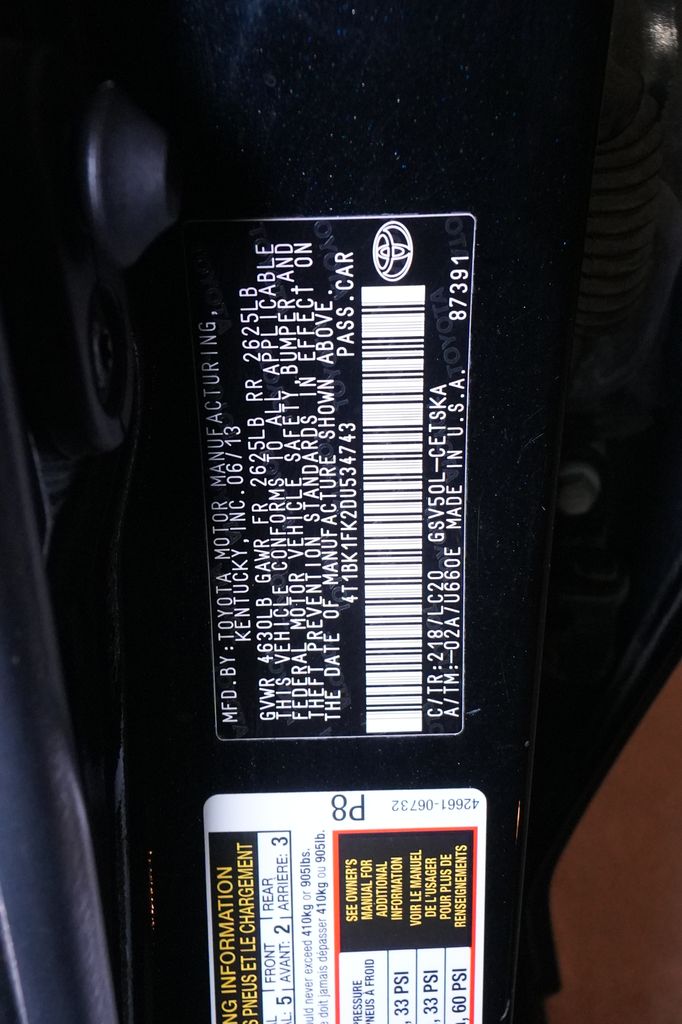 MFD. BY:TOYOTA MOTOR MANUFACTURING,
KENTUCKY, INC. 06/13
GVWR 4630LB GAWR FR 2625LB RR 2625LB
THIS VEHICLE CONFORMS TO ALL APPLICABLE
FEDERAL MOTOR VEHICLE SAFETY, BUMPER, AND
THEFT PREVENTION STANDARDS IN EFFECT ON
THE DATE OF MANUFACTURE SHOWN ABOVE.
4T1BK1FK2DU534743 PASS.CAR
C/TR:218/LC20 GSV50L-CETSKA
A/TM:-02A/U660E MADE IN U.S.A. 87391
NG INFORMATION
S PNEUS ET LE CHARGEMENT
FRONT REAR
5 AVANT: 2 ARRIÈRE: 3
ould never exceed 410kg or 905lbs.
e doit jamais dépasser 410kg ou 905lb.
SEE OWNER'S
MANUAL FOR
ADDITIONAL
INFORMATION
VOIR LE MANUEL
DE L'USAGER
POUR PLUS DE
RENSEIGNEMENTS
RESSURE
PNEUS À FROID
, 33 PSI
, 33 PSI
, 60 PSI
P8
42661-06732